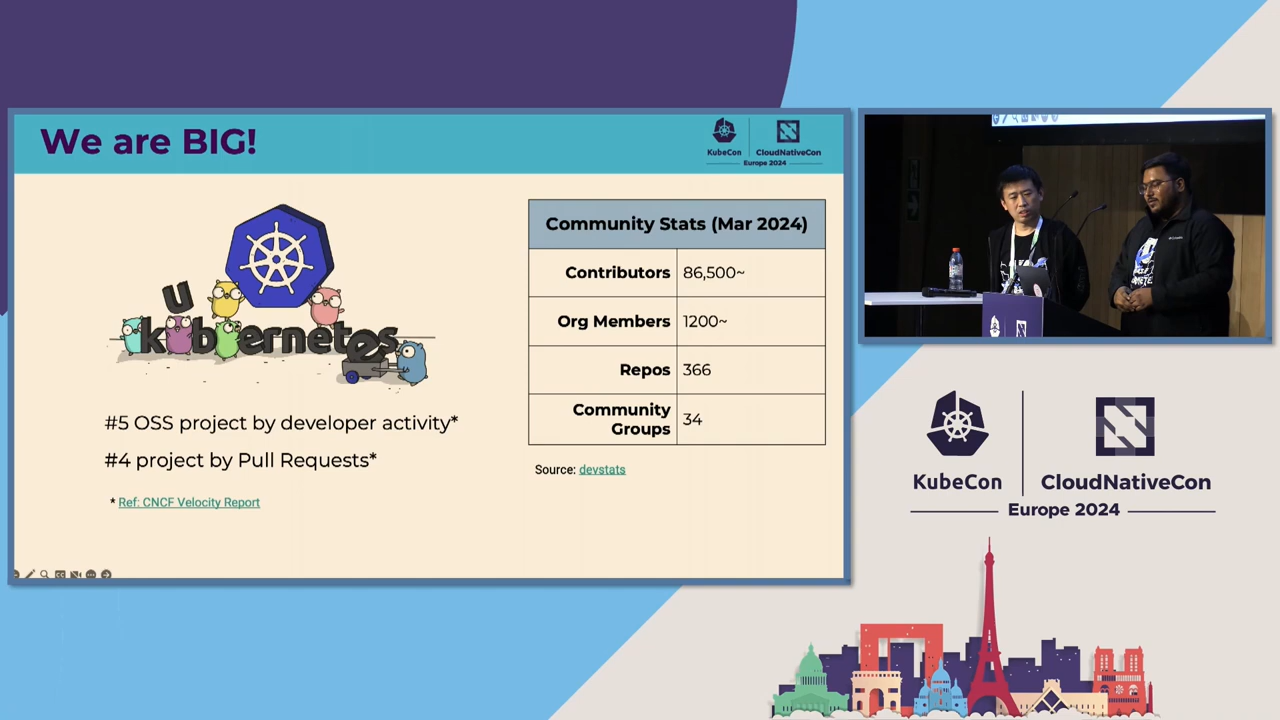 We are BIG!
KubeCon
CloudNativeCon
Europe 2024
u
kubernetes
#5 OSS project by developer activity*
#4 project by Pull Requests*
* Ref: CNCF Velocity Report
Community Stats (Mar 2024)
Contributors 86,500~
Org Members 1200~
Repos 366
Community
Groups 34
Source: devstats
KubeCon
CloudNativeCon
Europe 2024